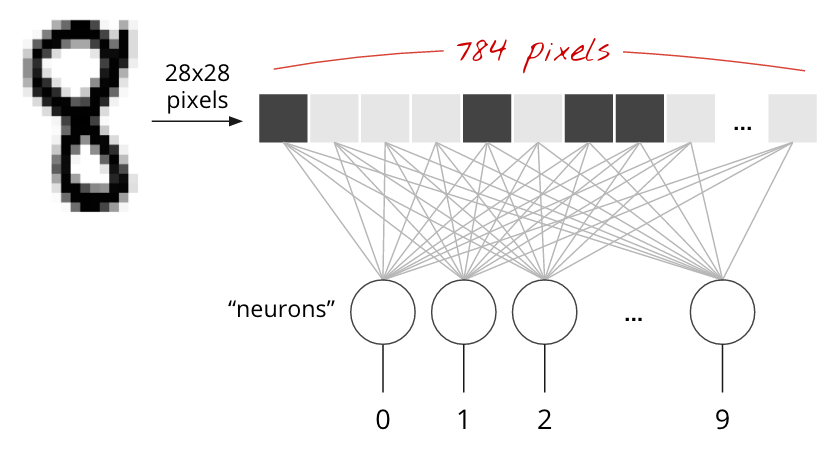 784 pixels
28x28
pixels
...
“neurons”
...
0 1 2 9